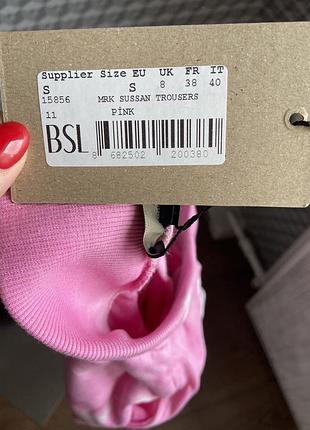 Supplier Size EU UK FR IT
S S 8 38 40
15856 MRK SUSSAN TROUSERS
11 PİNK
BSL
8 682502 200380